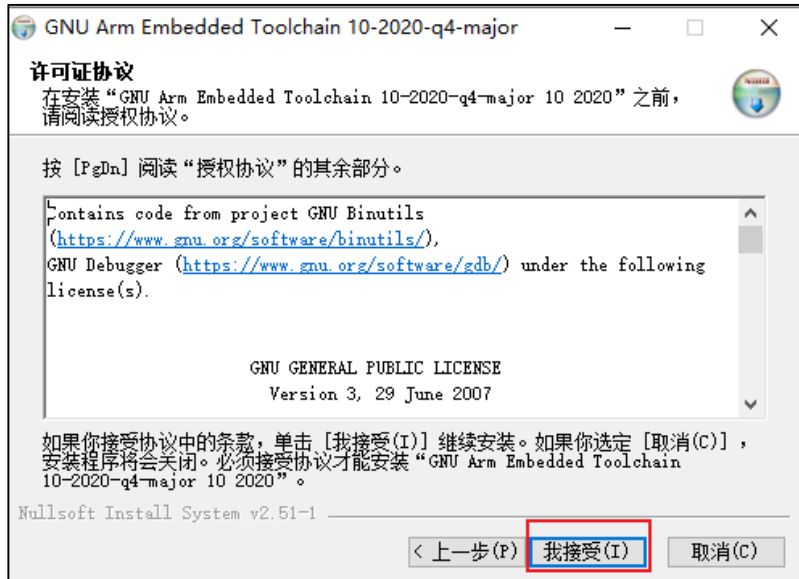 GNU Arm Embedded Toolchain 10-2020-q4-major
许可证协议
在安装“GNU Arm Embedded Toolchain 10-2020-q4-major 10 2020”之前，
请阅读授权协议。
按 [PgDn] 阅读“授权协议”的其余部分。
Contains code from project GNU Binutils
(https://www.gnu.org/software/binutils/),
GNU Debugger (https://www.gnu.org/software/gdb/) under the following
license(s).
GNU GENERAL PUBLIC LICENSE
Version 3, 29 June 2007
如果你接受协议中的条款，单击 [我接受(I)] 继续安装。如果你选定 [取消(C)] ，
安装程序将会关闭。必须接受协议才能安装“GNU Arm Embedded Toolchain
10-2020-q4-major 10 2020”。
Nullsoft Install System v2.51-1
< 上一步(P) 我接受(I) 取消(C)